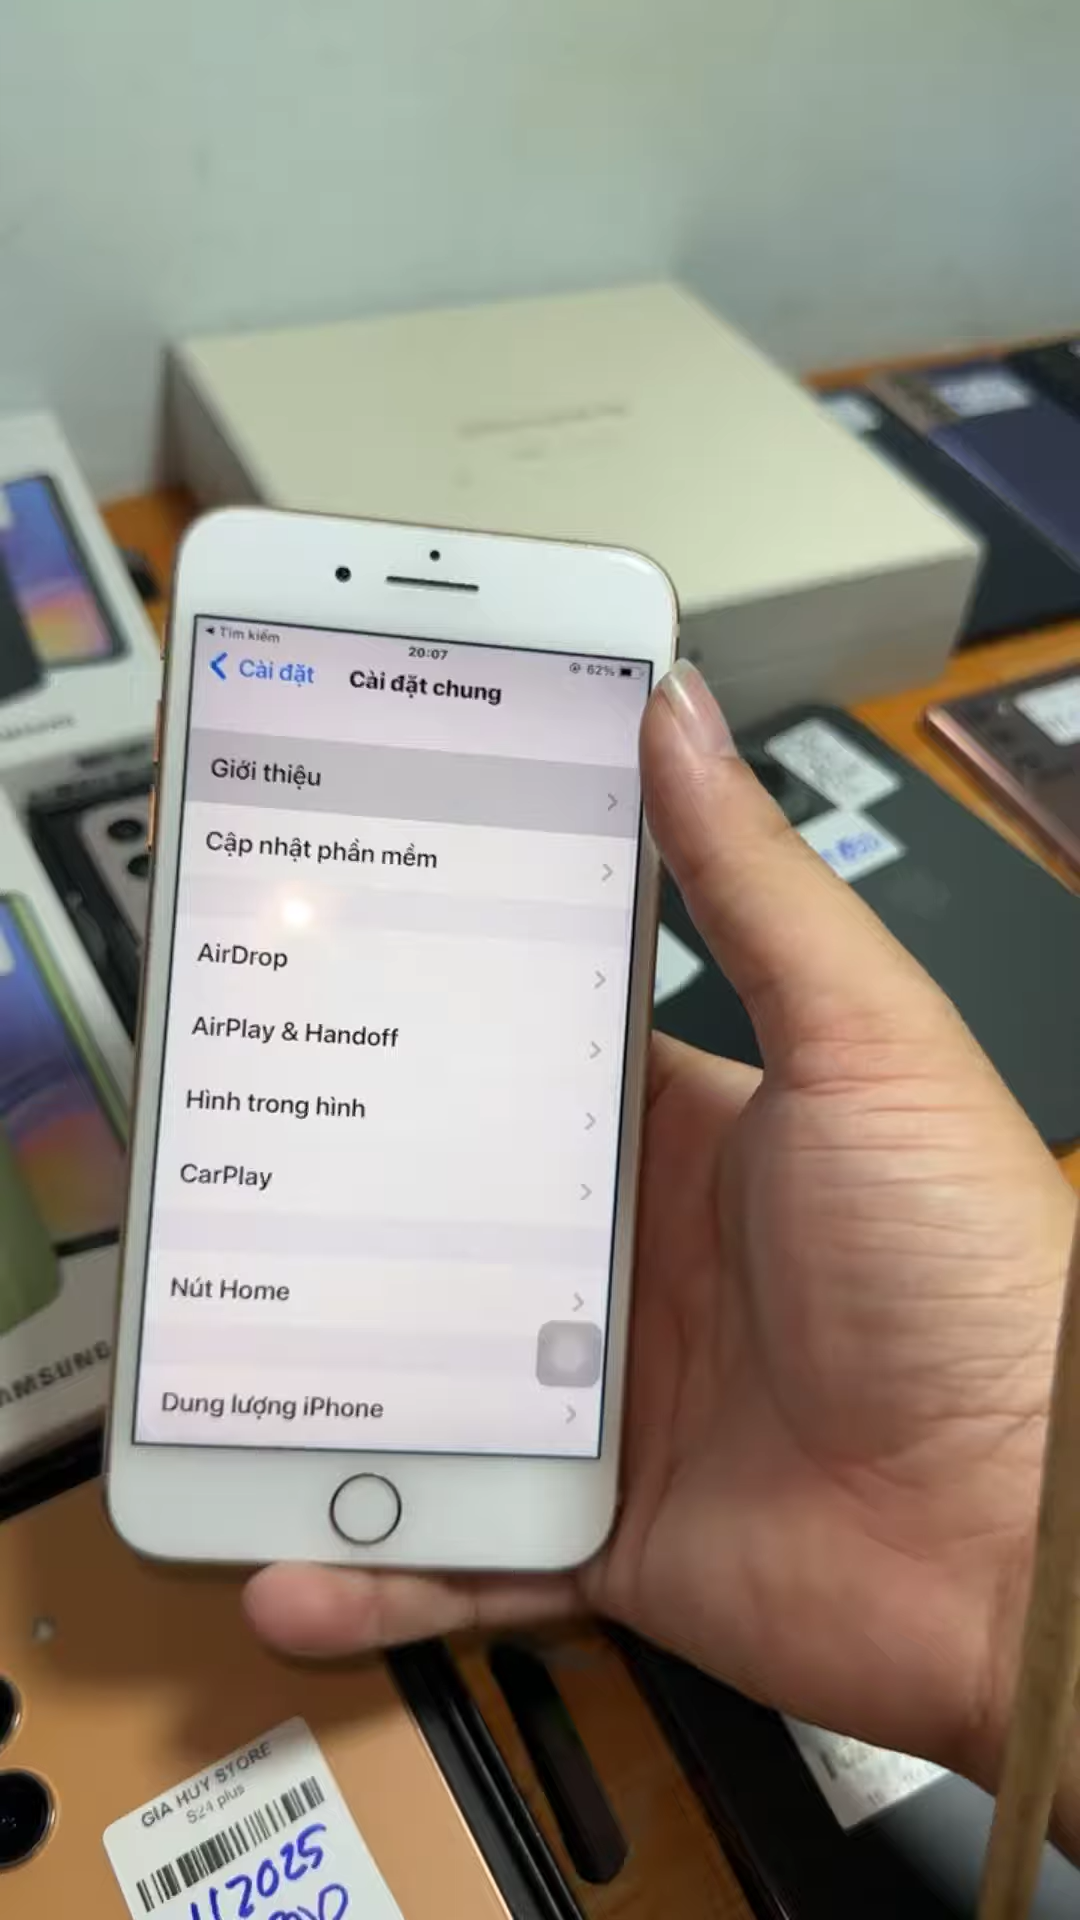 ◀ Tìm kiếm
20:07
62%
Cài đặt
Cài đặt chung
Giới thiệu
Cập nhật phần mềm
AirDrop
AirPlay & Handoff
Hình trong hình
CarPlay
Nút Home
Dung lượng iPhone
SAMSUNG
GIA HUY STORE
S24 plus